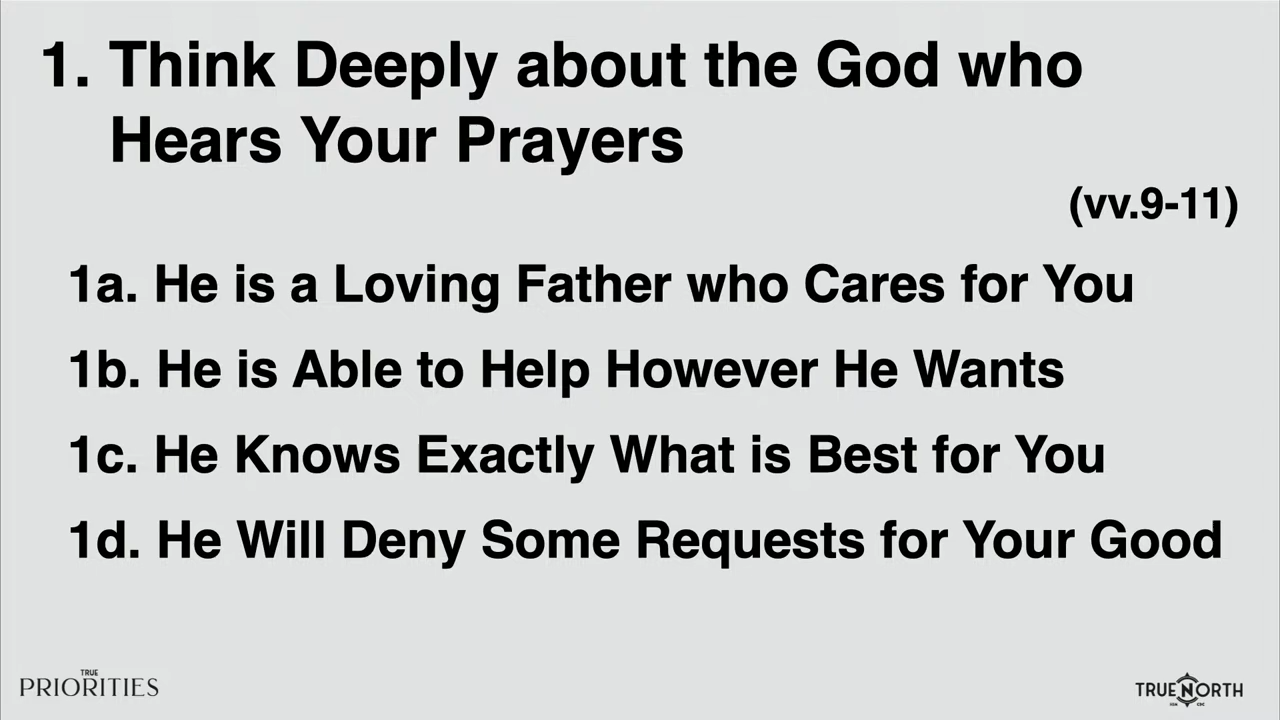 1. Think Deeply about the God who
Hears Your Prayers
(vv.9-11)
1a. He is a Loving Father who Cares for You
1b. He is Able to Help However He Wants
1c. He Knows Exactly What is Best for You
1d. He Will Deny Some Requests for Your Good
TRUE
PRIORITIES
TRUE NORTH